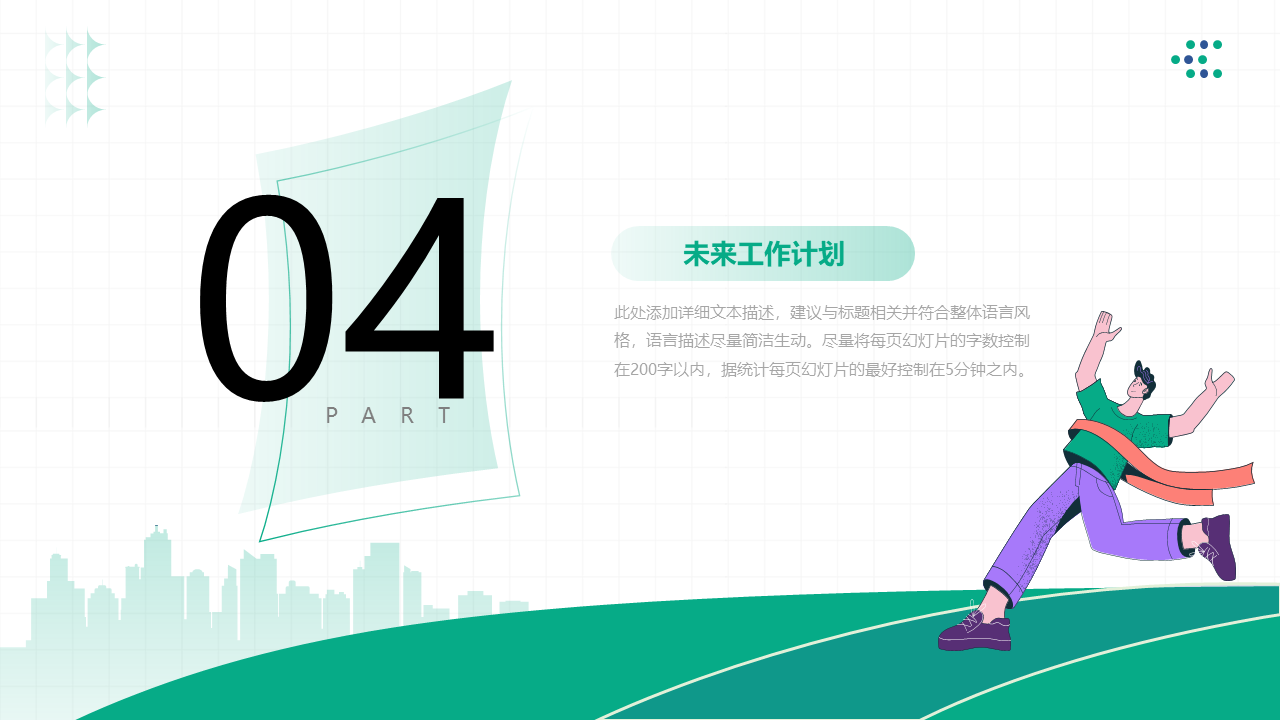 04
PART
未来工作计划
此处添加详细文本描述，建议与标题相关并符合整体语言风
格，语言描述尽量简洁生动。尽量将每页幻灯片的字数控制
在200字以内，据统计每页幻灯片的最好控制在5分钟之内。